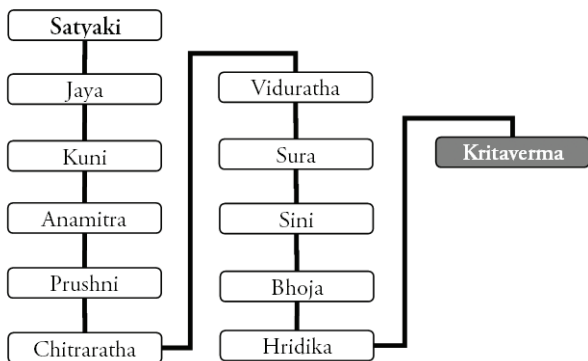 Satyaki
Jaya
Kuni
Anamitra
Prushni
Chitraratha
Viduratha
Sura
Sini
Bhoja
Hridika
Kritaverma